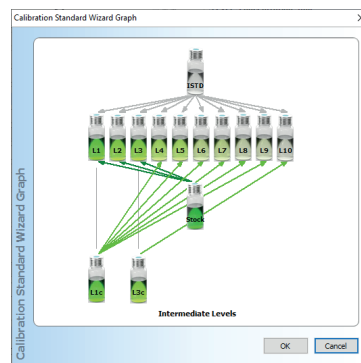 Calibration Standard Wizard Graph
Calibration Standard Wizard Graph
ISTD
L1 L2 L3 L4 L5 L6 L7 L8 L9 L10
Stock
L1c L3c
Intermediate Levels
OK Cancel